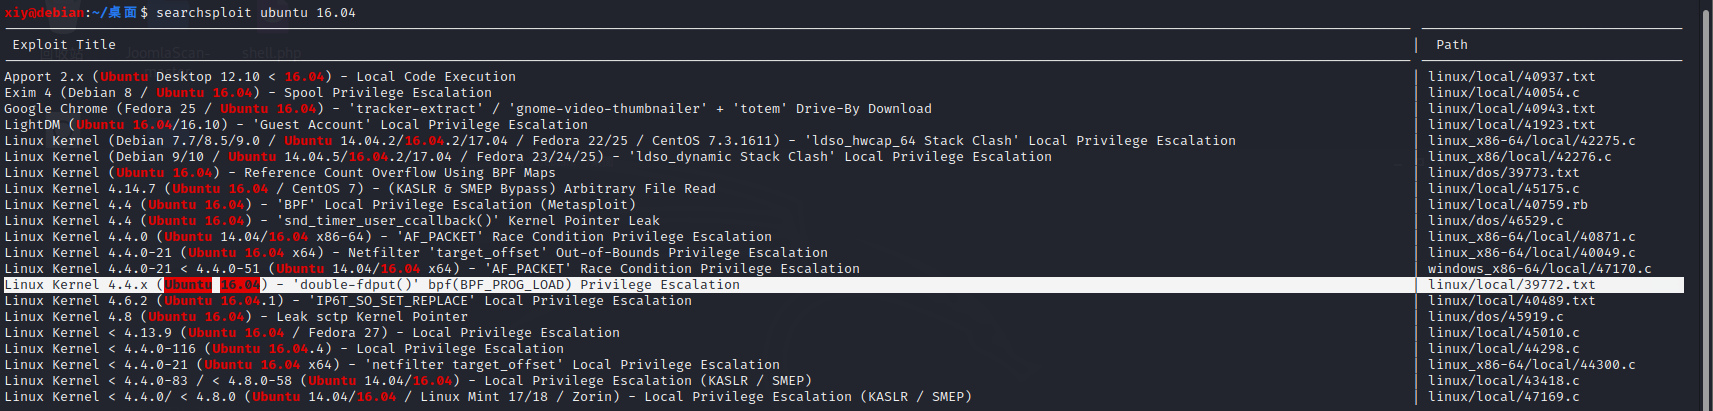 xiy@debian:~/桌面$ searchsploit ubuntu 16.04
Exploit Title | Path
Apport 2.x (Ubuntu Desktop 12.10 < 16.04) - Local Code Execution | linux/local/40937.txt
Exim 4 (Debian 8 / Ubuntu 16.04) - Spool Privilege Escalation | linux/local/40054.c
Google Chrome (Fedora 25 / Ubuntu 16.04) - 'tracker-extract' / 'gnome-video-thumbnailer' + 'totem' Drive-By Download | linux/local/40943.txt
LightDM (Ubuntu 16.04/16.10) - 'Guest Account' Local Privilege Escalation | linux/local/41923.txt
Linux Kernel (Debian 7.7/8.5/9.0 / Ubuntu 14.04.2/16.04.2/17.04 / Fedora 22/25 / CentOS 7.3.1611) - 'ldso_hwcap_64 Stack Clash' Local Privilege Escalation | linux_x86-64/local/42275.c
Linux Kernel (Debian 9/10 / Ubuntu 14.04.5/16.04.2/17.04 / Fedora 23/24/25) - 'ldso_dynamic Stack Clash' Local Privilege Escalation | linux_x86/local/42276.c
Linux Kernel (Ubuntu 16.04) - Reference Count Overflow Using BPF Maps | linux/dos/39773.txt
Linux Kernel 4.14.7 (Ubuntu 16.04 / CentOS 7) - (KASLR & SMEP Bypass) Arbitrary File Read | linux/local/45175.c
Linux Kernel 4.4 (Ubuntu 16.04) - 'BPF' Local Privilege Escalation (Metasploit) | linux/local/40759.rb
Linux Kernel 4.4 (Ubuntu 16.04) - 'snd_timer_user_ccallback()' Kernel Pointer Leak | linux/dos/46529.c
Linux Kernel 4.4.0 (Ubuntu 14.04/16.04 x86-64) - 'AF_PACKET' Race Condition Privilege Escalation | linux_x86-64/local/40871.c
Linux Kernel 4.4.0-21 (Ubuntu 16.04 x64) - Netfilter 'target_offset' Out-of-Bounds Privilege Escalation | linux_x86-64/local/40049.c
Linux Kernel 4.4.0-21 < 4.4.0-51 (Ubuntu 14.04/16.04 x64) - 'AF_PACKET' Race Condition Privilege Escalation | windows_x86-64/local/47170.c
Linux Kernel 4.4.x (Ubuntu 16.04) - 'double-fdput()' bpf(BPF_PROG_LOAD) Privilege Escalation | linux/local/39772.txt
Linux Kernel 4.6.2 (Ubuntu 16.04.1) - 'IP6T_SO_SET_REPLACE' Local Privilege Escalation | linux/local/40489.txt
Linux Kernel 4.8 (Ubuntu 16.04) - Leak sctp Kernel Pointer | linux/dos/45919.c
Linux Kernel < 4.13.9 (Ubuntu 16.04 / Fedora 27) - Local Privilege Escalation | linux/local/45010.c
Linux Kernel < 4.4.0-116 (Ubuntu 16.04.4) - Local Privilege Escalation | linux/local/44298.c
Linux Kernel < 4.4.0-21 (Ubuntu 16.04 x64) - 'netfilter target_offset' Local Privilege Escalation | linux_x86-64/local/44300.c
Linux Kernel < 4.4.0-83 / < 4.8.0-58 (Ubuntu 14.04/16.04) - Local Privilege Escalation (KASLR / SMEP) | linux/local/43418.c
Linux Kernel < 4.4.0/ < 4.8.0 (Ubuntu 14.04/16.04 / Linux Mint 17/18 / Zorin) - Local Privilege Escalation (KASLR / SMEP) | linux/local/47169.c